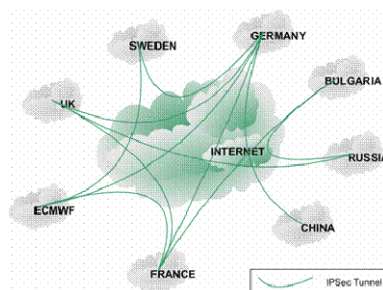 GERMANY
SWEDEN
BULGARIA
UK
INTERNET
RUSSIA
ECMWF
CHINA
FRANCE
IPSec Tunnel